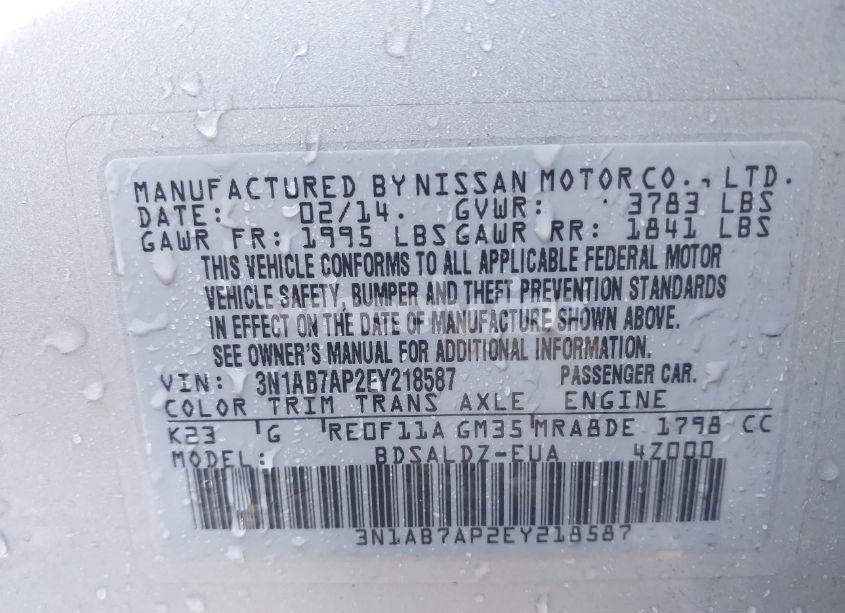 MANUFACTURED BY NISSAN MOTOR CO., LTD.
DATE: 02/14. GVWR: 3783 LBS
GAWR FR: 1995 LBS GAWR RR: 1841 LBS
THIS VEHICLE CONFORMS TO ALL APPLICABLE FEDERAL MOTOR
VEHICLE SAFETY, BUMPER AND THEFT PREVENTION STANDARDS
IN EFFECT ON THE DATE OF MANUFACTURE SHOWN ABOVE.
SEE OWNER'S MANUAL FOR ADDITIONAL INFORMATION.
VIN: 3N1AB7AP2EY218587 PASSENGER CAR.
COLOR TRIM TRANS AXLE ENGINE
K23 G RE0F11A GM35 MRA8DE 1798 CC
MODEL: BDSALDZ-EUA 4Z000
3N1AB7AP2EY218587